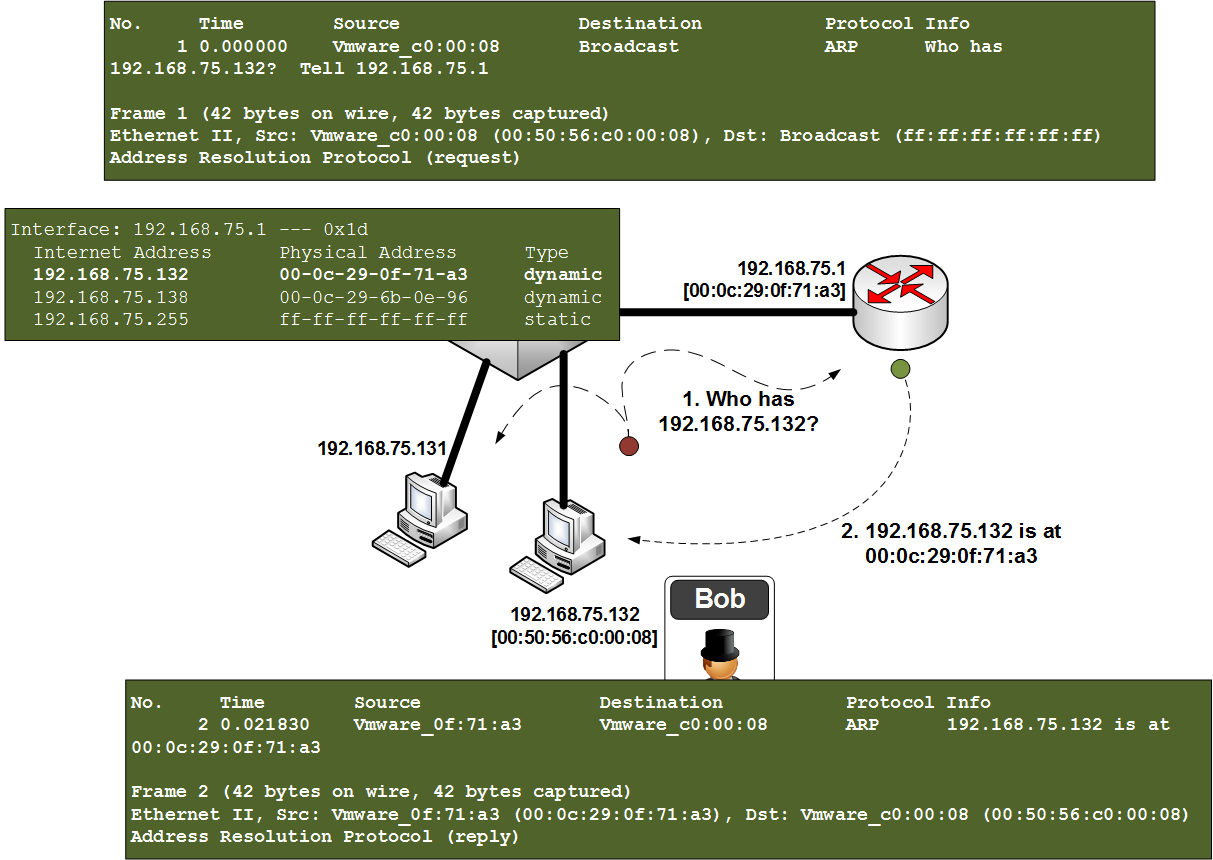 No. Time Source Destination Protocol Info
1 0.000000 Vmware_c0:00:08 Broadcast ARP Who has
192.168.75.132? Tell 192.168.75.1
Frame 1 (42 bytes on wire, 42 bytes captured)
Ethernet II, Src: Vmware_c0:00:08 (00:50:56:c0:00:08), Dst: Broadcast (ff:ff:ff:ff:ff:ff)
Address Resolution Protocol (request)
Interface: 192.168.75.1 --- 0x1d
Internet Address Physical Address Type
192.168.75.132 00-0c-29-0f-71-a3 dynamic
192.168.75.138 00-0c-29-6b-0e-96 dynamic
192.168.75.255 ff-ff-ff-ff-ff-ff static
192.168.75.1
[00:0c:29:0f:71:a3]
1. Who has
192.168.75.132?
192.168.75.131
2. 192.168.75.132 is at
00:0c:29:0f:71:a3
192.168.75.132
[00:50:56:c0:00:08]
Bob
No. Time Source Destination Protocol Info
2 0.021830 Vmware_0f:71:a3 Vmware_c0:00:08 ARP 192.168.75.132 is at
00:0c:29:0f:71:a3
Frame 2 (42 bytes on wire, 42 bytes captured)
Ethernet II, Src: Vmware_0f:71:a3 (00:0c:29:0f:71:a3), Dst: Vmware_c0:00:08 (00:50:56:c0:00:08)
Address Resolution Protocol (reply)